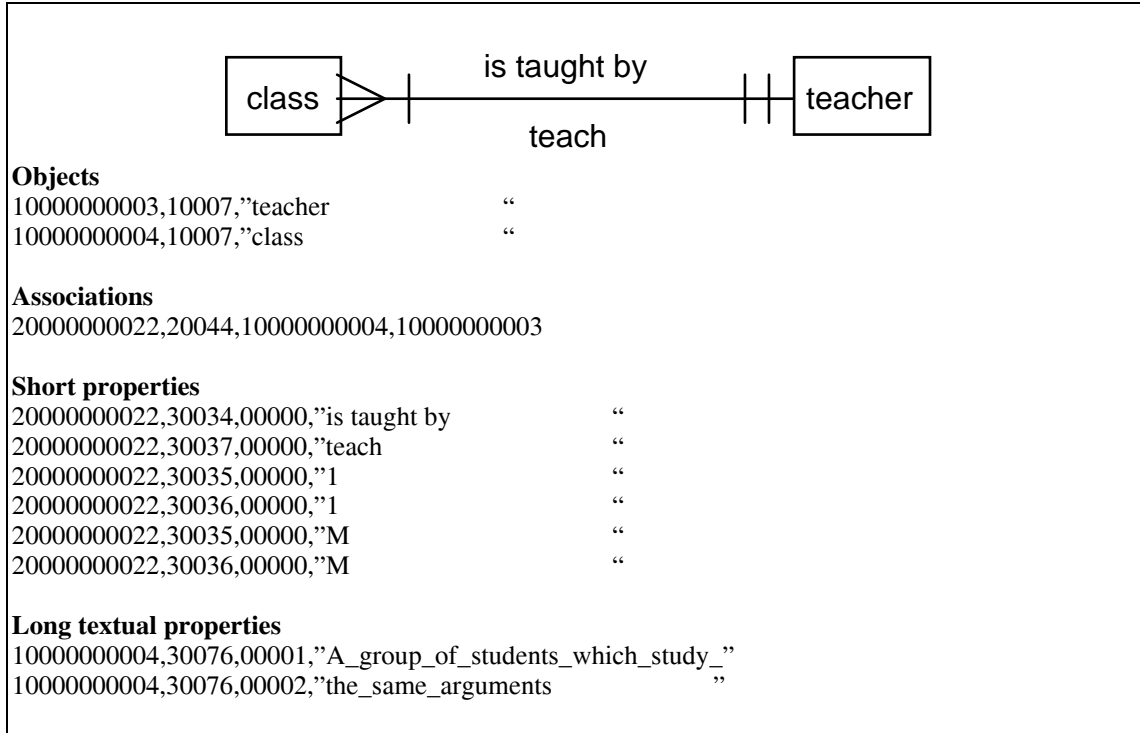 is taught by
class teacher
teach
Objects
10000000003,10007,”teacher “
10000000004,10007,”class “
Associations
20000000022,20044,10000000004,10000000003
Short properties
20000000022,30034,00000,”is taught by “
20000000022,30037,00000,”teach “
20000000022,30035,00000,”1 “
20000000022,30036,00000,”1 “
20000000022,30035,00000,”M “
20000000022,30036,00000,”M “
Long textual properties
10000000004,30076,00001,”A_group_of_students_which_study_”
10000000004,30076,00002,”the_same_arguments ”